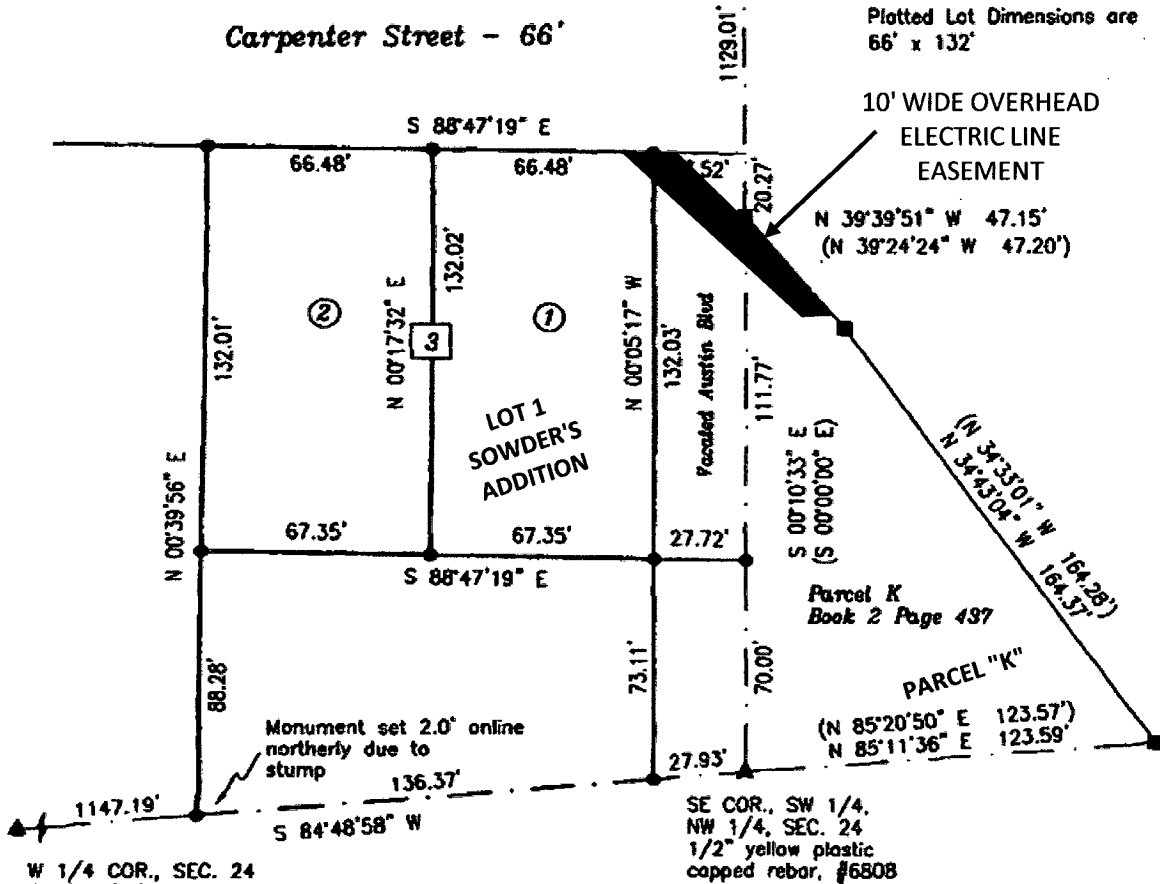 Carpenter Street - 66'
1129.01'
Platted Lot Dimensions are
66' x 132'
10' WIDE OVERHEAD
ELECTRIC LINE
EASEMENT
S 88°47'19" E
66.48'
66.48'
.52'
20.27'
N 39°39'51" W 47.15'
(N 39°24'24" W 47.20')
132.01'
2
N 00°17'32" E
132.02'
3
1
N 00°05'17" W
132.03'
Vacated Austin Blvd
111.77'
S 00°10'33" E
(S 00°00'00" E)
LOT 1
SOWDER'S
ADDITION
(N 34°33'01" W 164.28')
N 34°43'04" W 164.37'
N 00°39'56" E
67.35'
67.35'
27.72'
S 88°47'19" E
Parcel K
Book 2 Page 437
88.28'
73.11'
70.00'
PARCEL "K"
(N 85°20'50" E 123.57')
N 85°11'36" E 123.59'
Monument set 2.0' online
northerly due to
stump
1147.19'
136.37'
27.93'
S 84°48'58" W
SE COR., SW 1/4,
NW 1/4, SEC. 24
1/2" yellow plastic
capped rebar, #6808
W 1/4 COR., SEC. 24